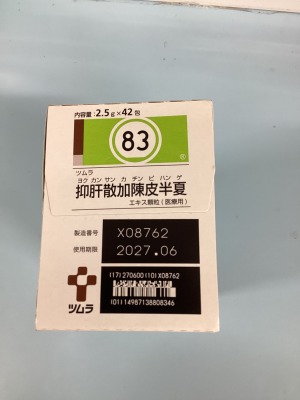 内容量:2.5g×42包
83
®
ツムラ
ヨク カン サン カ チン ピ ハン ゲ
抑肝散加陳皮半夏
エキス顆粒(医療用)
製造番号 X08762
使用期限 2027.06
ツムラ
(17)270600(10)X08762
(01)14987138808346